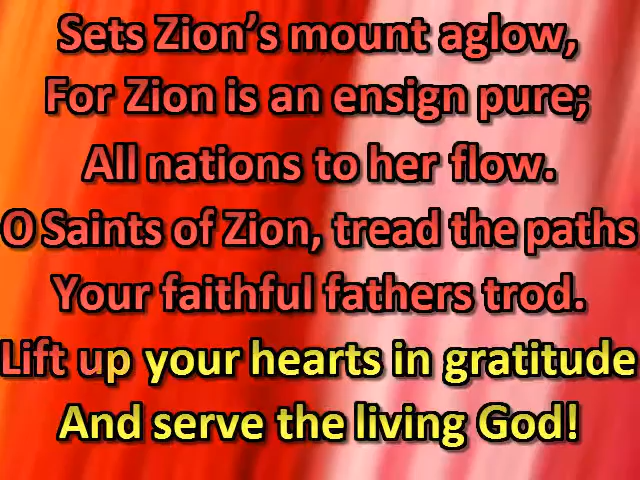 Sets Zion’s mount aglow,
For Zion is an ensign pure;
All nations to her flow.
O Saints of Zion, tread the paths
Your faithful fathers trod.
Lift up your hearts in gratitude
And serve the living God!